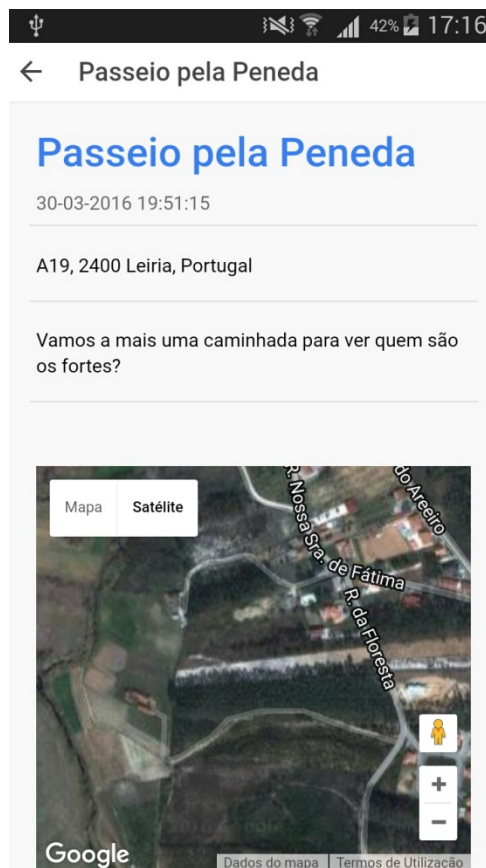 42% 17:16
Passeio pela Peneda
Passeio pela Peneda
30-03-2016 19:51:15
A19, 2400 Leiria, Portugal
Vamos a mais uma caminhada para ver quem são
os fortes?
Mapa Satélite
R. Nossa Sra. de Fátima
do Areeiro
R. da Floresta
+
−
Google
Dados do mapa Termos de Utilização